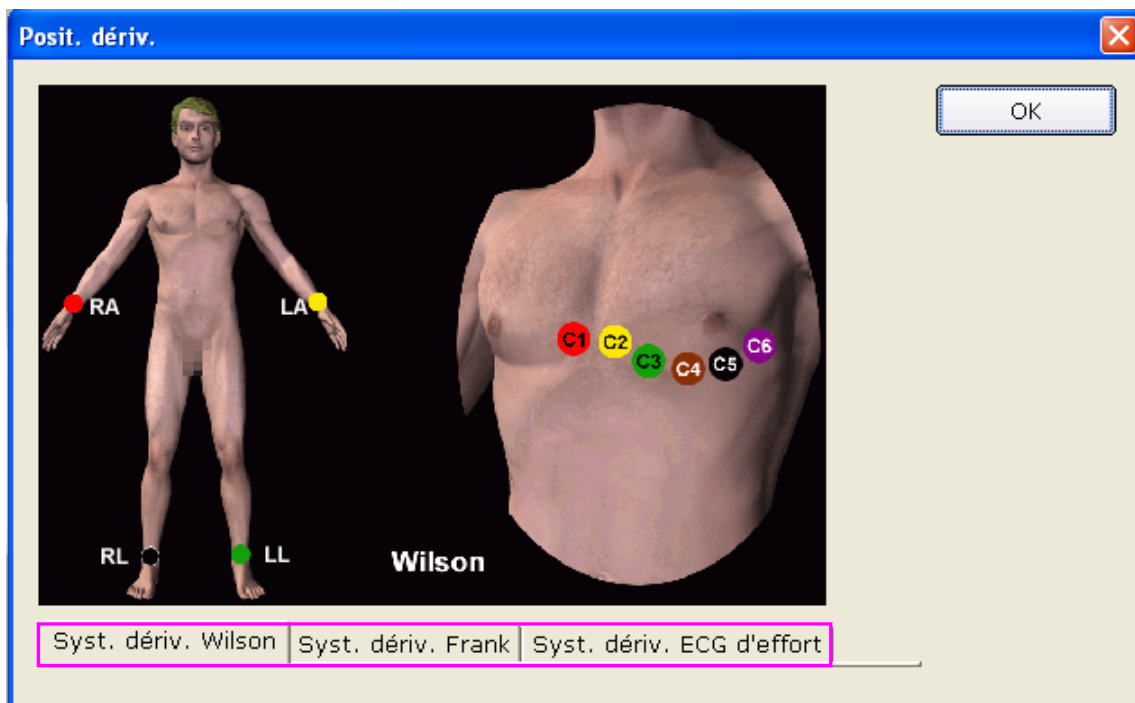 Posit. dériv.
OK
RA LA
C1 C2 C3 C4 C5 C6
RL LL
Wilson
Syst. dériv. Wilson Syst. dériv. Frank Syst. dériv. ECG d'effort